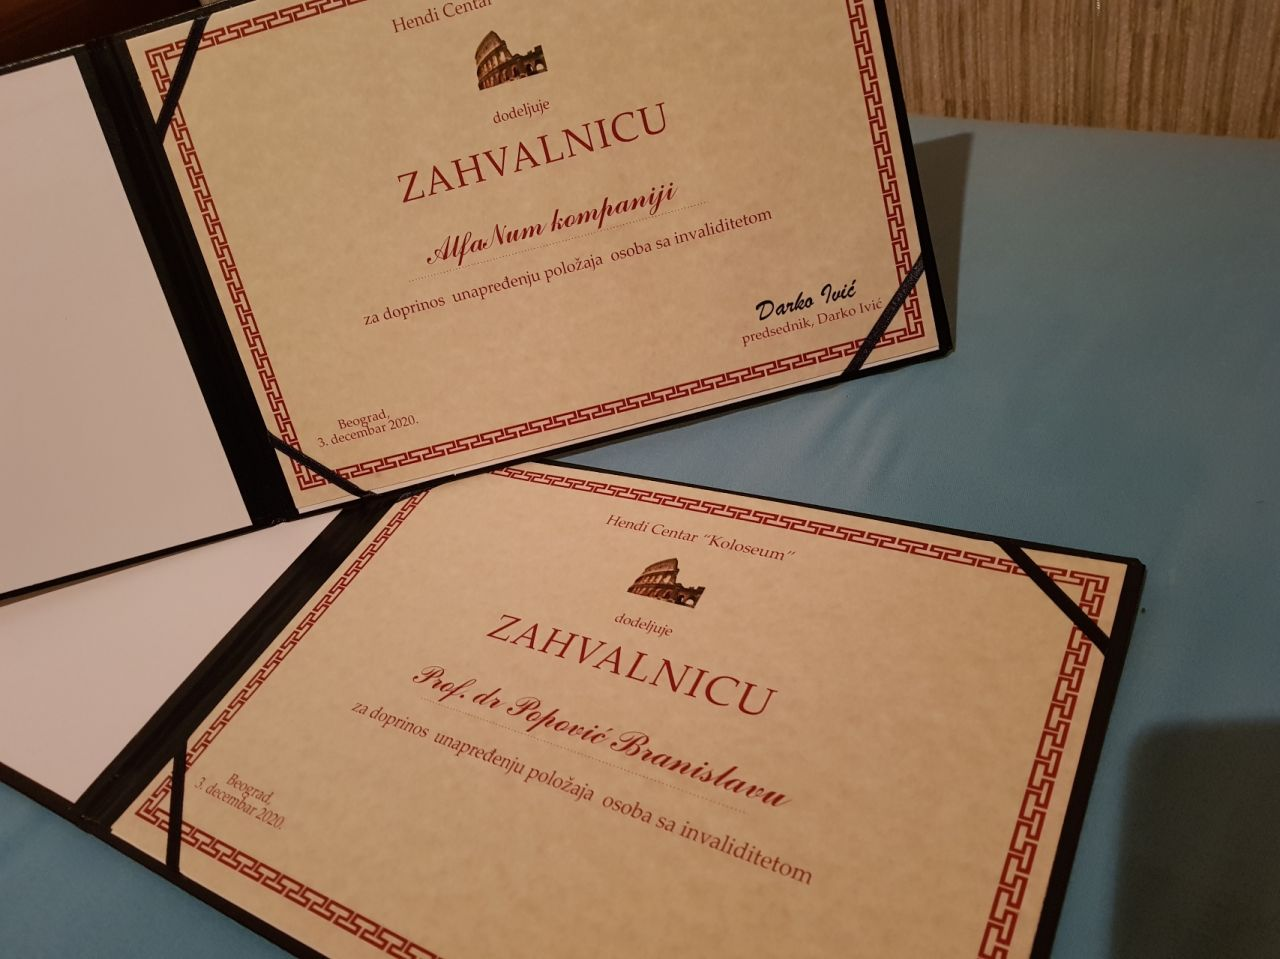 Hendi Centar
dodeljuje
ZAHVALNICU
AlfaNum kompaniji
za doprinos unapređenju položaja osoba sa invaliditetom
Darko Ivić
predsednik, Darko Ivić
Beograd,
3. decembar 2020.
Hendi Centar "Koloseum"
dodeljuje
ZAHVALNICU
Prof. dr Popović Branislavu
za doprinos unapređenju položaja osoba sa invaliditetom
Beograd,
3. decembar 2020.